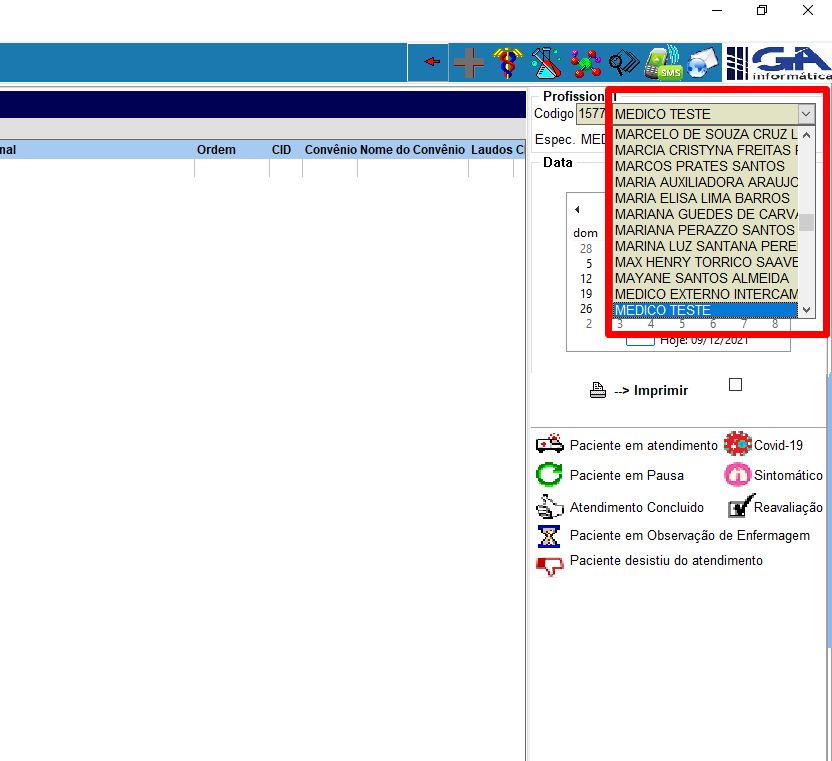 SMS
GA
informática
Profissional
Codigo 1577 MEDICO TESTE
Espec. MED
MARCELO DE SOUZA CRUZ L
MARCIA CRISTYNA FREITAS
MARCOS PRATES SANTOS
MARIA AUXILIADORA ARAUJO
MARIA ELISA LIMA BARROS
MARIANA GUEDES DE CARVA
MARIANA PERAZZO SANTOS
MARINA LUZ SANTANA PERE
MAX HENRY TORRICO SAAVE
MAYANE SANTOS ALMEIDA
MEDICO EXTERNO INTERCAM
MEDICO TESTE
nal Ordem CID Convênio Nome do Convênio Laudos
Data
dom
28
5
12
19
26
2 3 4 5 6 7 8
Hoje: 09/12/2021
--> Imprimir
Paciente em atendimento Covid-19
Paciente em Pausa Sintomático
Atendimento Concluido Reavaliação
Paciente em Observação de Enfermagem
Paciente desistiu do atendimento